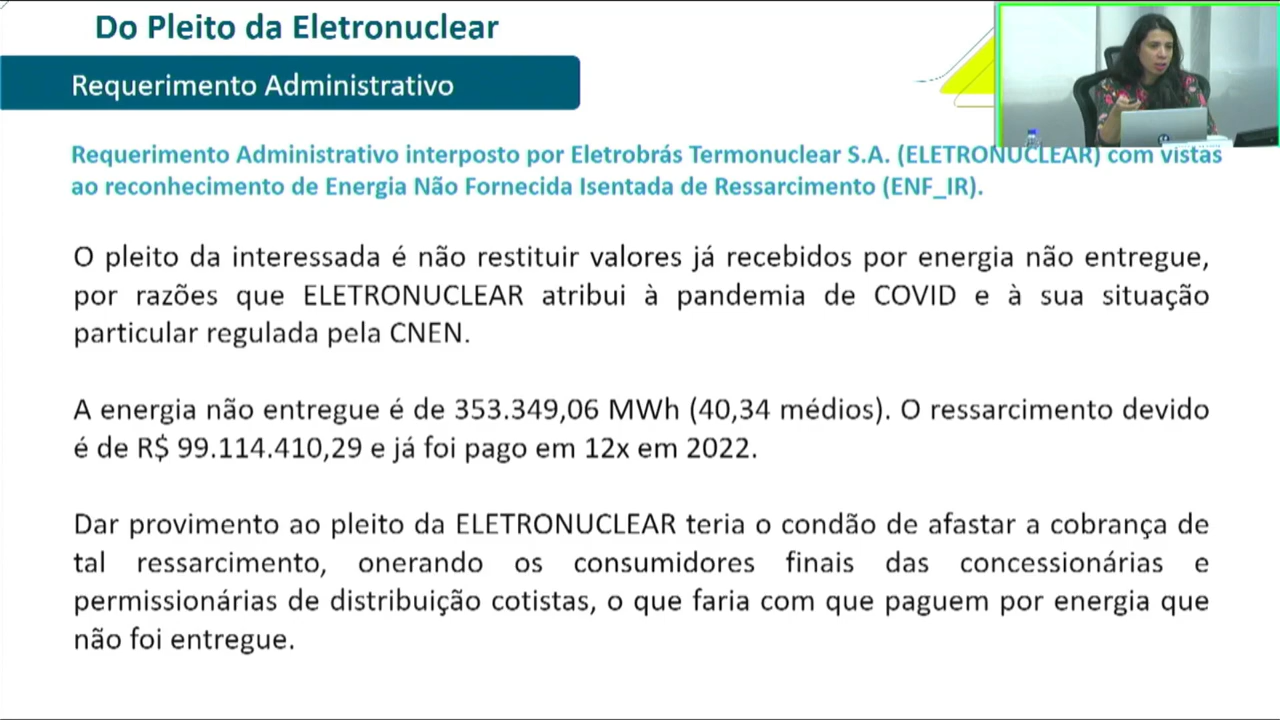 Do Pleito da Eletronuclear
Requerimento Administrativo
Requerimento Administrativo interposto por Eletrobrás Termonuclear S.A. (ELETRONUCLEAR) com vistas
ao reconhecimento de Energia Não Fornecida Isentada de Ressarcimento (ENF_IR).
O pleito da interessada é não restituir valores já recebidos por energia não entregue,
por razões que ELETRONUCLEAR atribui à pandemia de COVID e à sua situação
particular regulada pela CNEN.
A energia não entregue é de 353.349,06 MWh (40,34 médios). O ressarcimento devido
é de R$ 99.114.410,29 e já foi pago em 12x em 2022.
Dar provimento ao pleito da ELETRONUCLEAR teria o condão de afastar a cobrança de
tal ressarcimento, onerando os consumidores finais das concessionárias e
permissionárias de distribuição cotistas, o que faria com que paguem por energia que
não foi entregue.